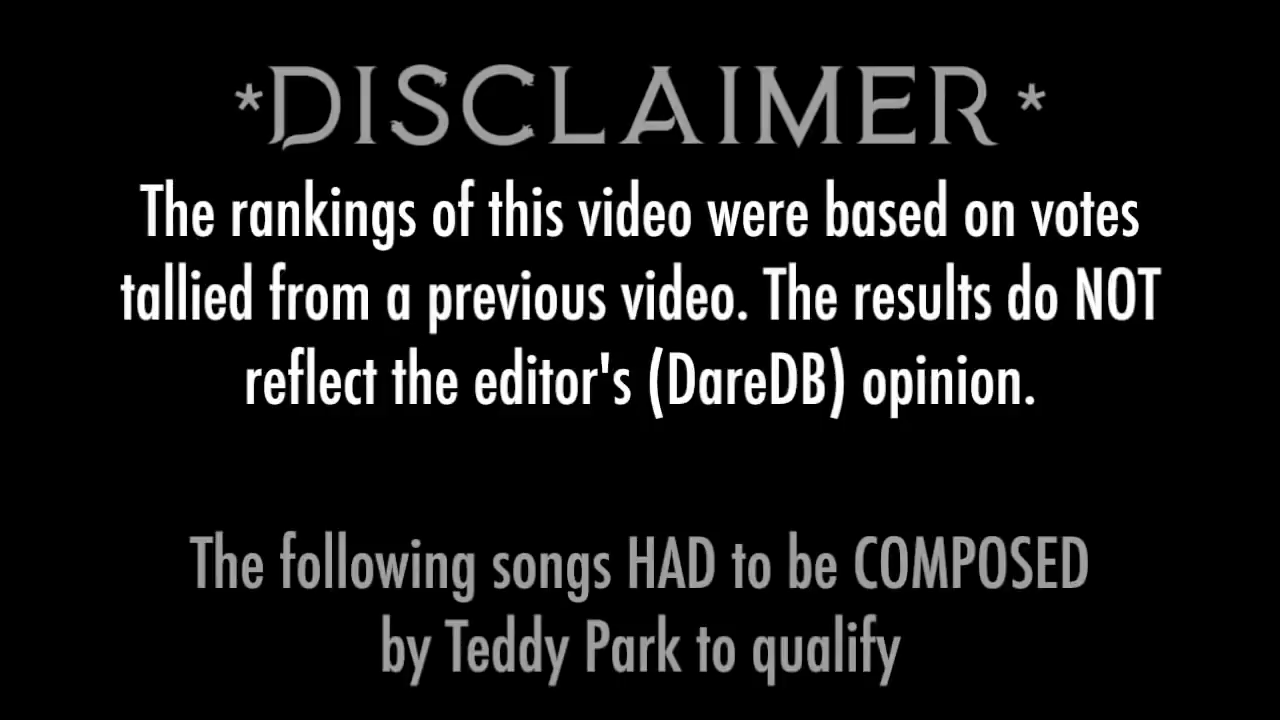 *DISCLAIMER*
The rankings of this video were based on votes
tallied from a previous video. The results do NOT
reflect the editor's (DareDB) opinion.
The following songs HAD to be COMPOSED
by Teddy Park to qualify